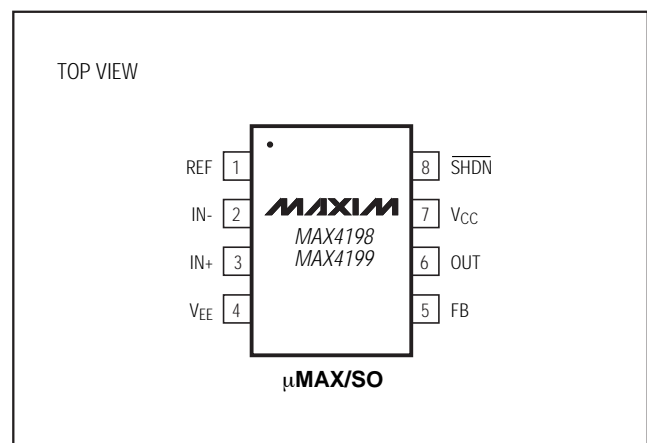 TOP VIEW
REF 1
8 S̅H̅D̅N̅
IN- 2
7 VCC
IN+ 3
6 OUT
VEE 4
5 FB
MAXIM
MAX4198
MAX4199
μMAX/SO